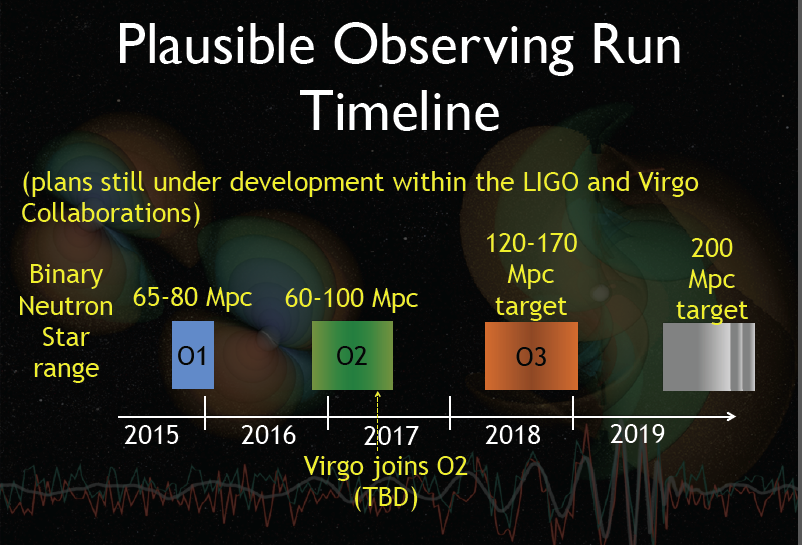 Plausible Observing Run
Timeline
(plans still under development within the LIGO and Virgo
Collaborations)
Binary
Neutron
Star
range
65-80 Mpc
60-100 Mpc
120-170
Mpc
target
200
Mpc
target
O1
O2
O3
2015
2016
2017
2018
2019
Virgo joins O2
(TBD)